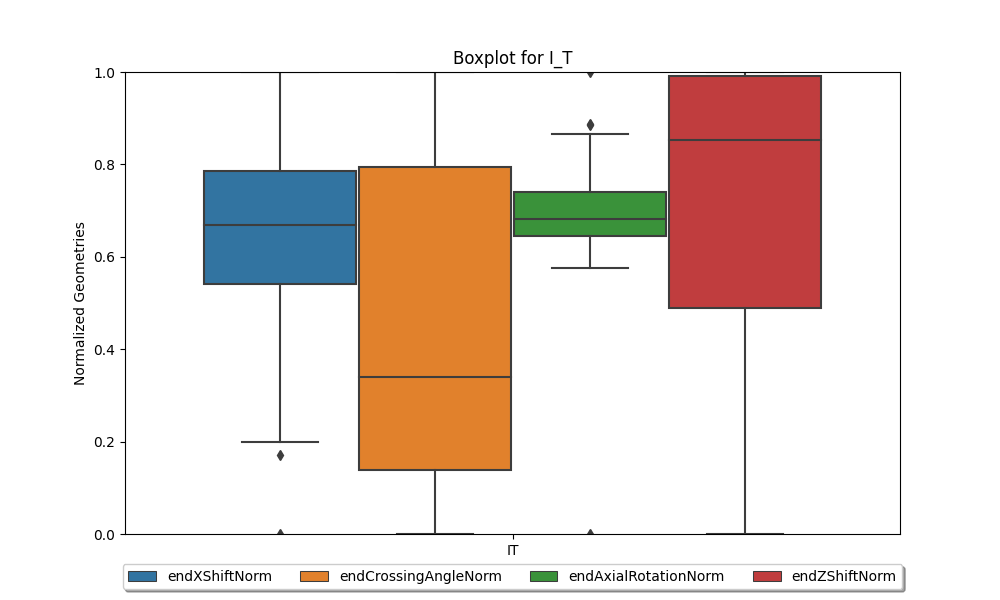 Boxplot for I_T
1.0
0.8
0.6
0.4
0.2
0.0
Normalized Geometries
IT
endXShiftNorm endCrossingAngleNorm endAxialRotationNorm endZShiftNorm